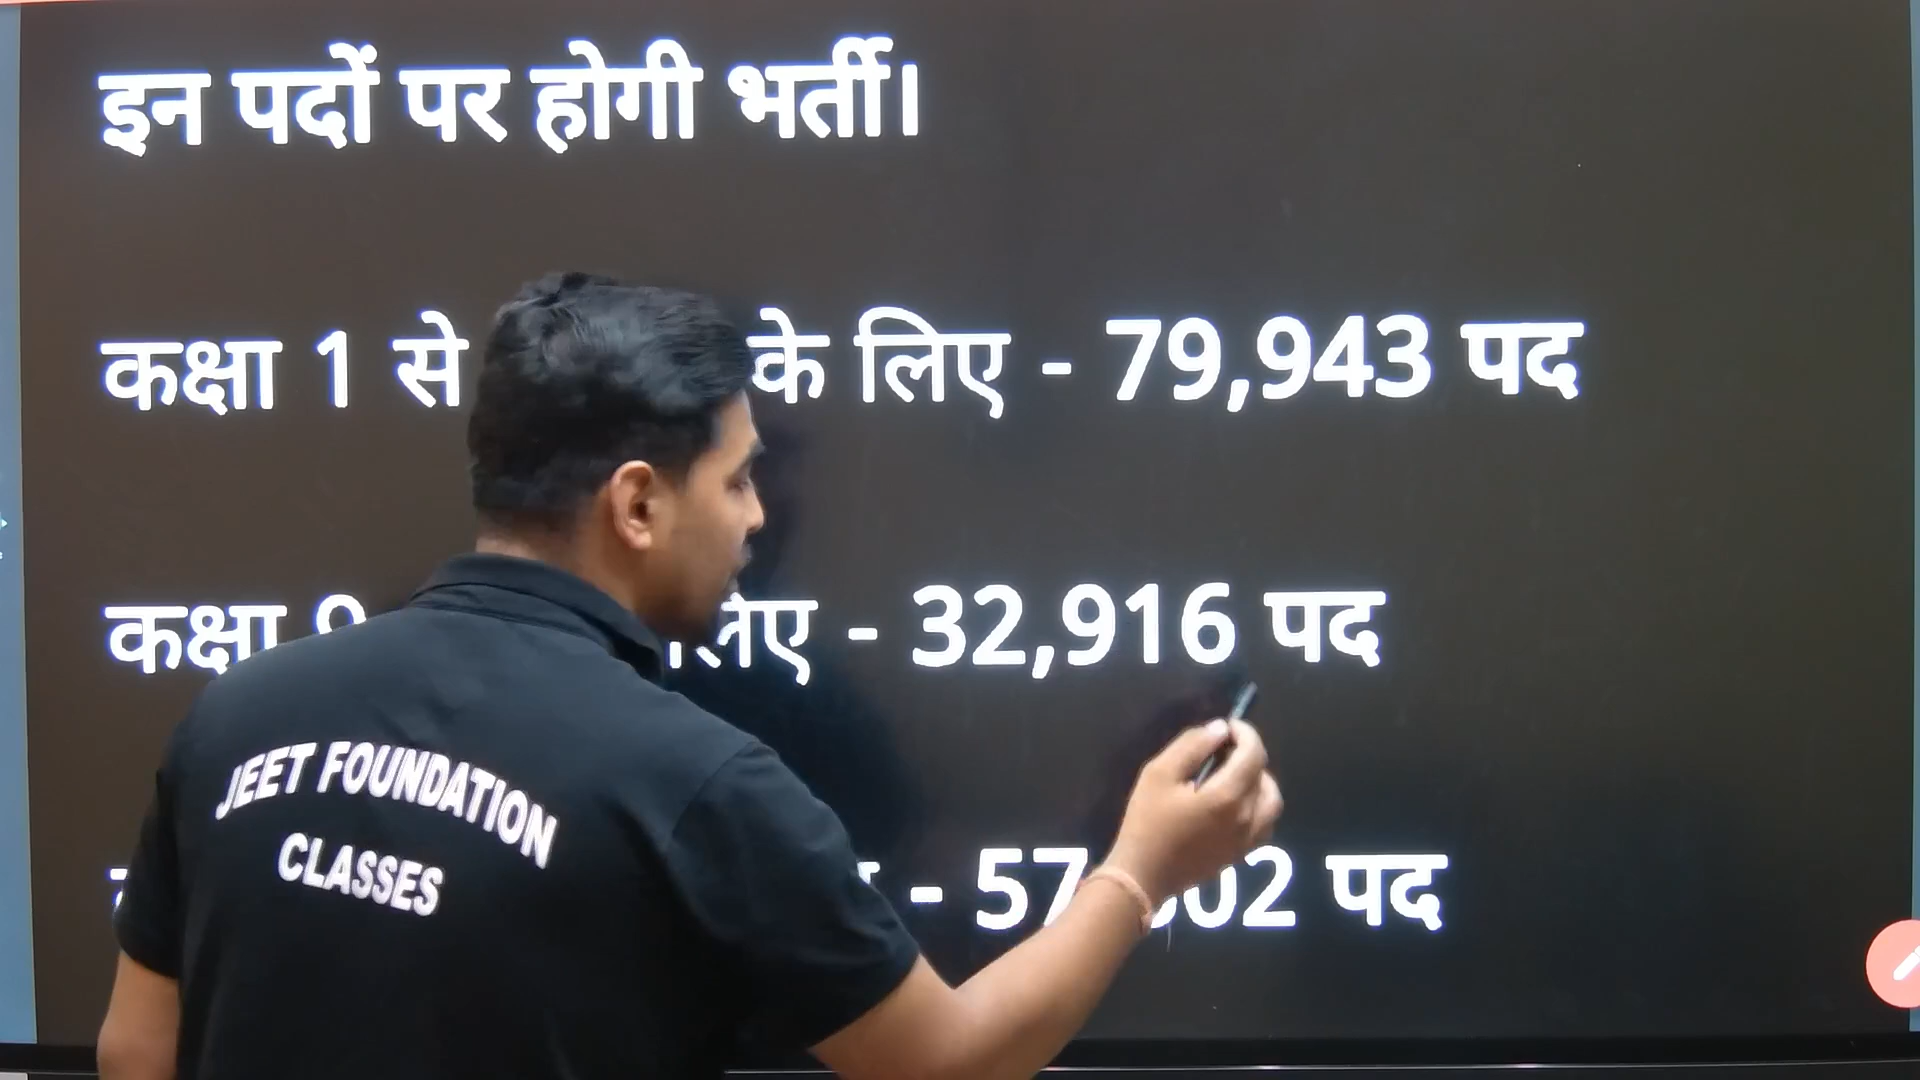 इन पदों पर होगी भर्ती।
कक्षा 1 से के लिए - 79,943 पद
कक्षा - 32,916 पद
- पद
JEET FOUNDATION
CLASSES